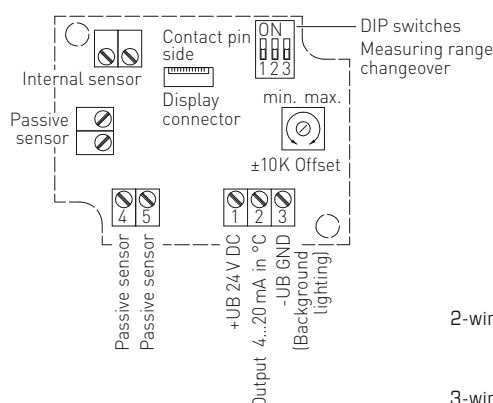 ON
1 2 3
DIP switches
Measuring range
changeover
Contact pin
side
Internal sensor
Display
connector
Passive
sensor
min. max.
±10K Offset
4 5
1 2 3
Passive sensor
Passive sensor
+UB 24 V DC
Output 4...20 mA in °C
-UB GND
(Background
lighting)
2-wir
3-wir